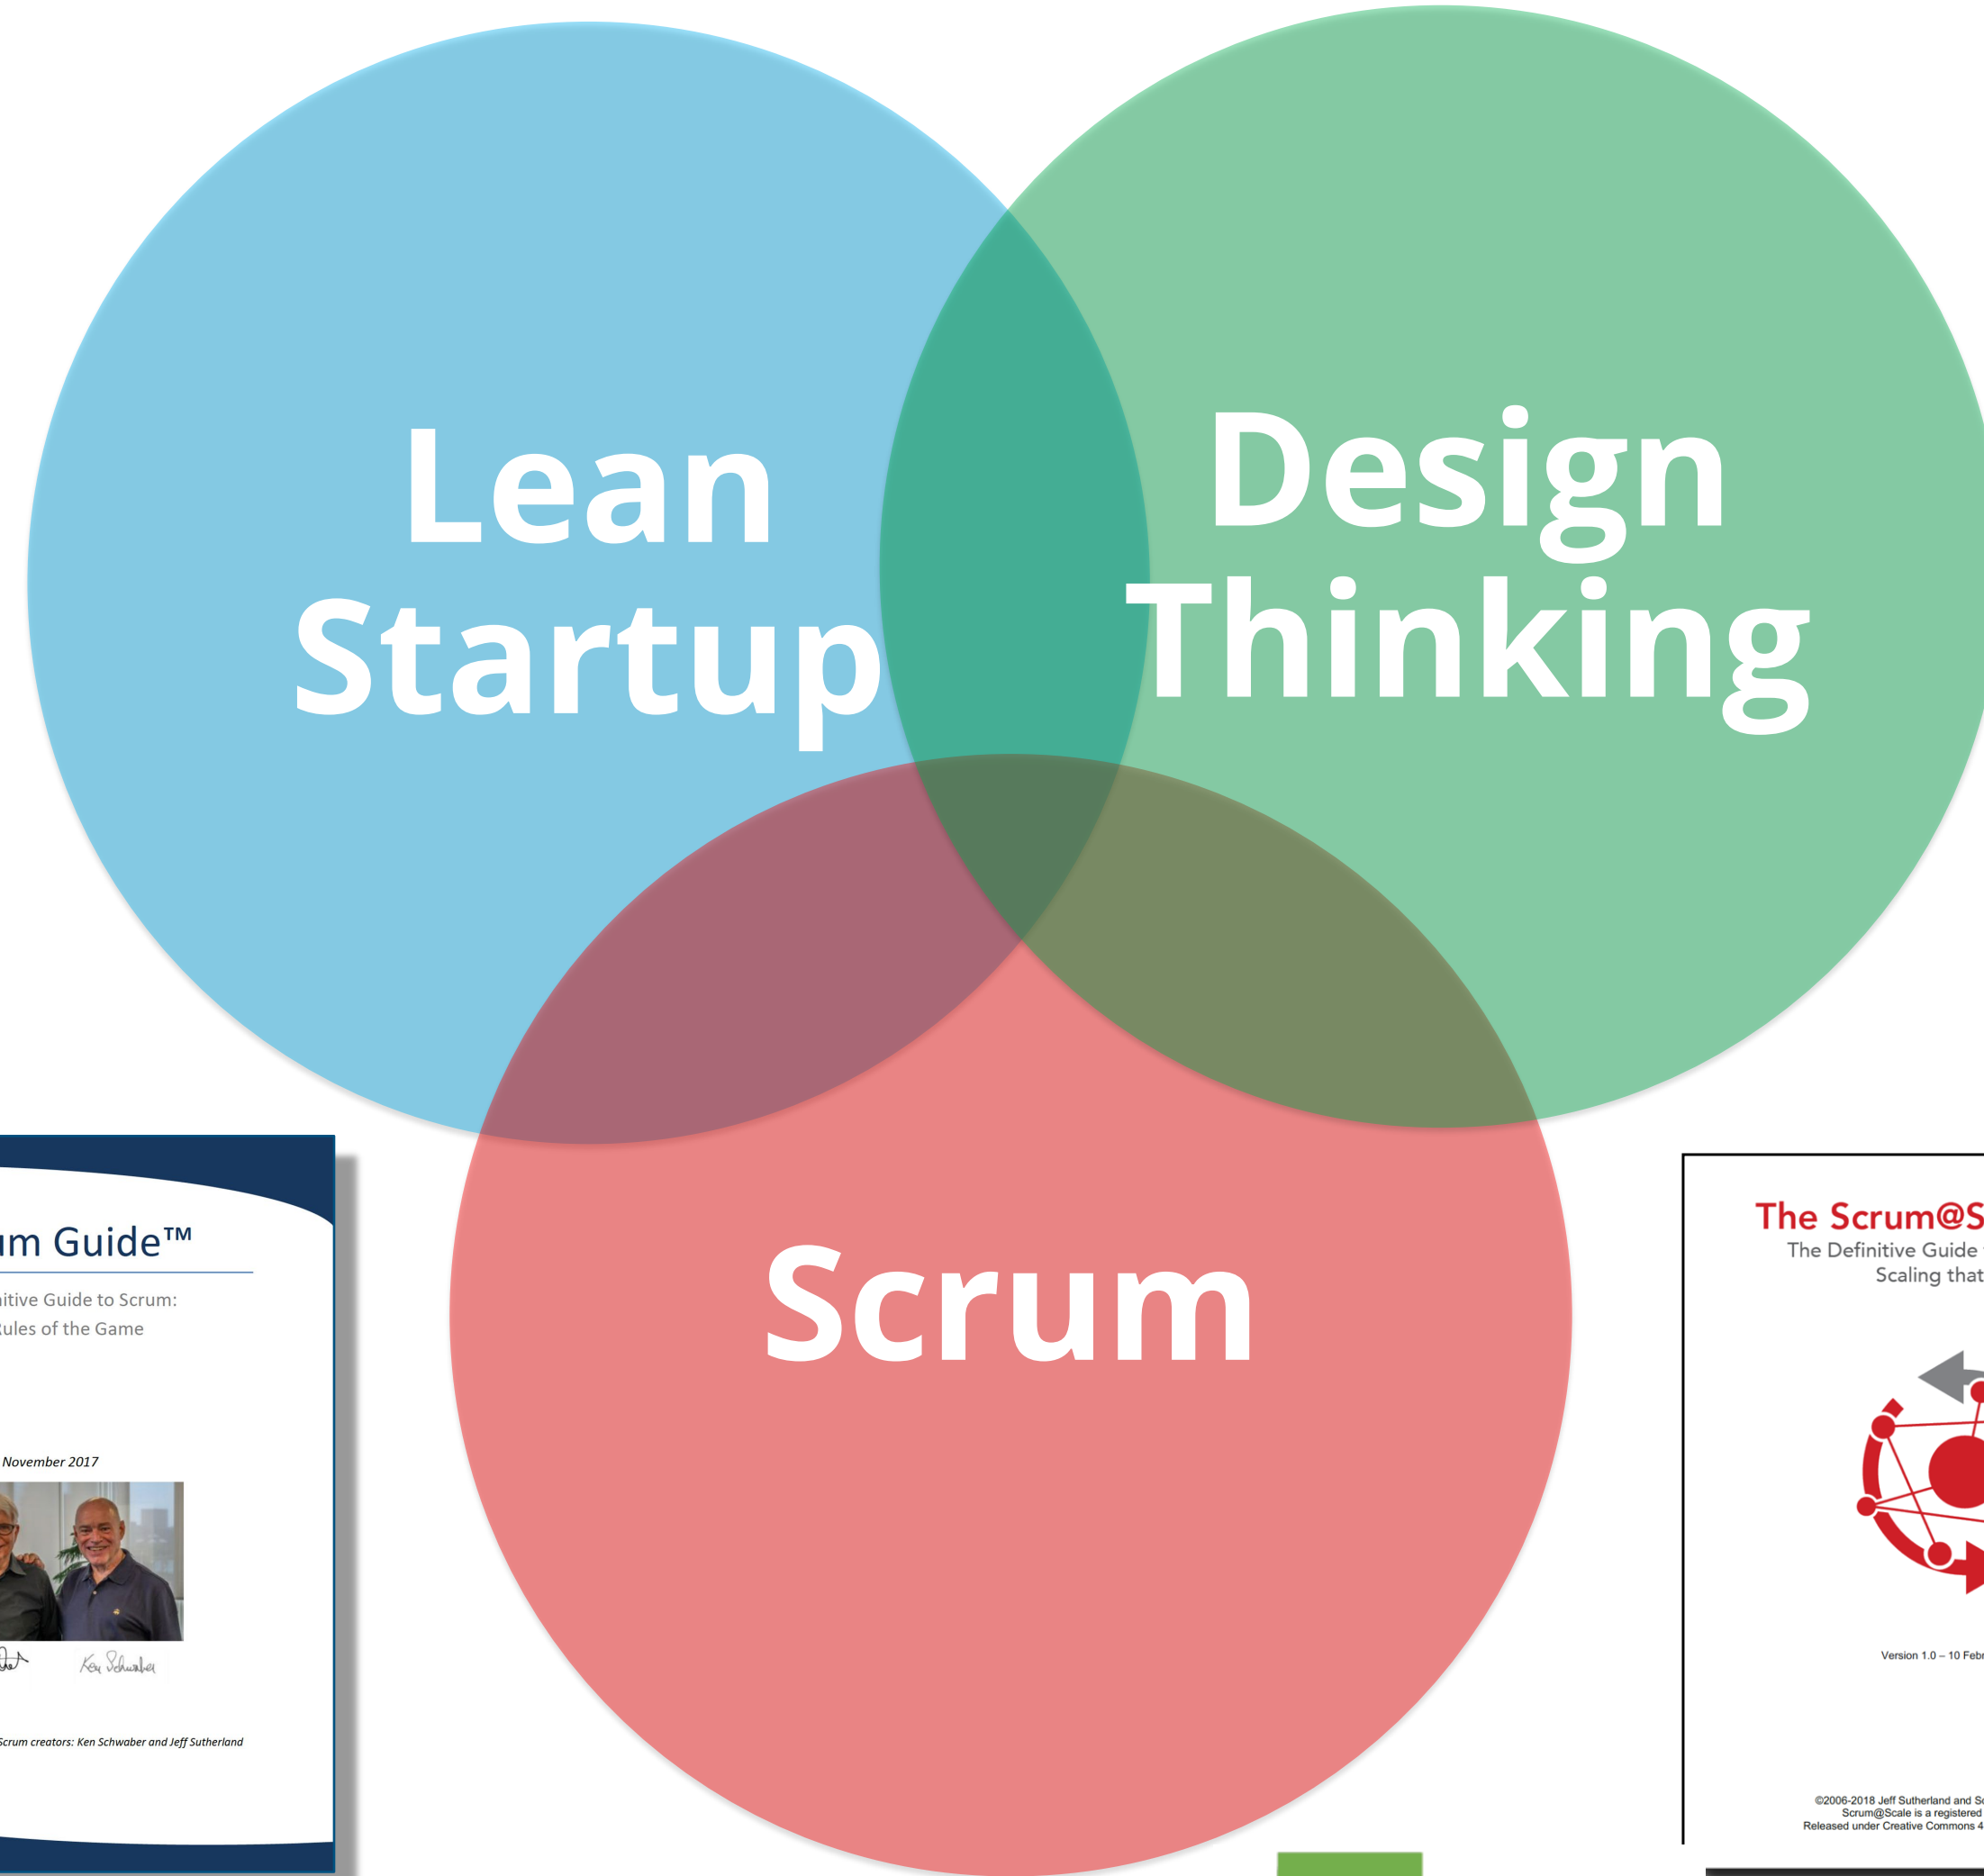 Lean
Startup
Design
Thinking
Scrum
m Guide™
itive Guide to Scrum:
ules of the Game
November 2017
Ken Schwaber
Scrum creators: Ken Schwaber and Jeff Sutherland
The Scrum@S
The Definitive Guide
Scaling that
Version 1.0 – 10 Febr
©2006-2018 Jeff Sutherland and Sc
Scrum@Scale is a registered
Released under Creative Commons 4